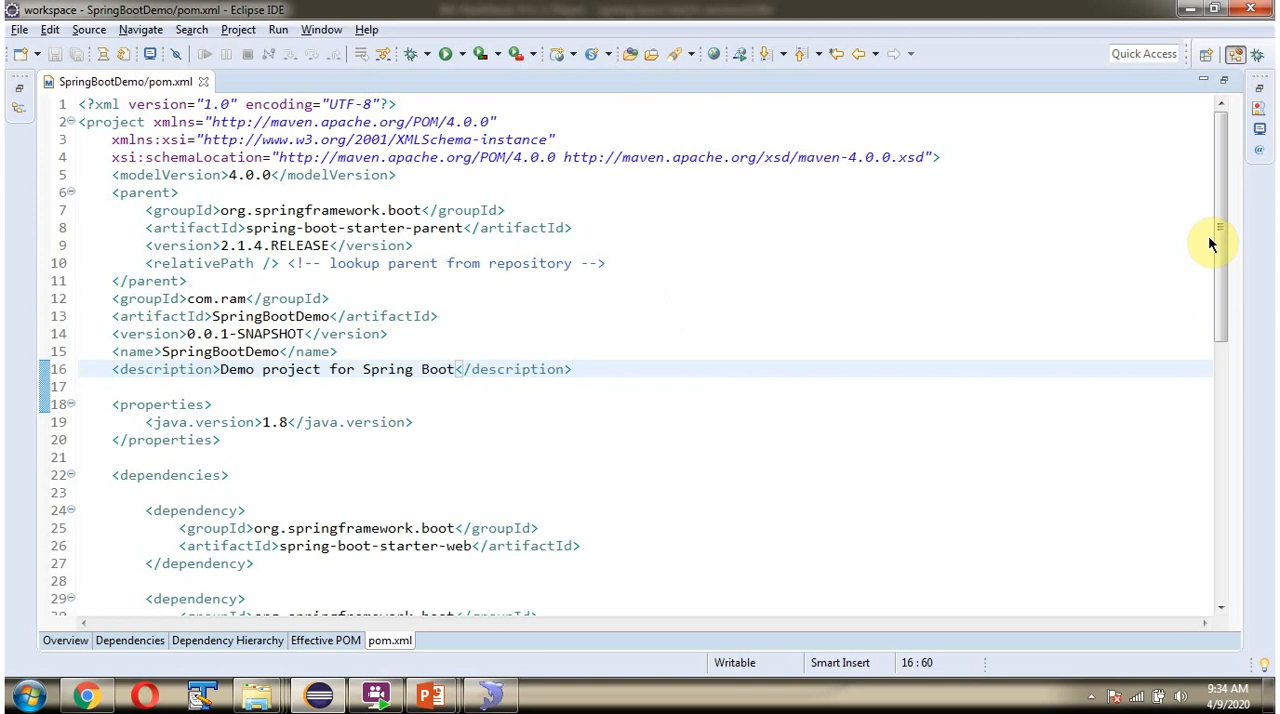 workspace - SpringBootDemo/pom.xml - Eclipse IDE
File Edit Source Navigate Search Project Run Window Help
Quick Access
SpringBootDemo/pom.xml
1 <?xml version="1.0" encoding="UTF-8"?>
2 <project xmlns="http://maven.apache.org/POM/4.0.0"
3 xmlns:xsi="http://www.w3.org/2001/XMLSchema-instance"
4 xsi:schemaLocation="http://maven.apache.org/POM/4.0.0 http://maven.apache.org/xsd/maven-4.0.0.xsd">
5 <modelVersion>4.0.0</modelVersion>
6 <parent>
7 <groupId>org.springframework.boot</groupId>
8 <artifactId>spring-boot-starter-parent</artifactId>
9 <version>2.1.4.RELEASE</version>
10 <relativePath /> <!-- lookup parent from repository -->
11 </parent>
12 <groupId>com.ram</groupId>
13 <artifactId>SpringBootDemo</artifactId>
14 <version>0.0.1-SNAPSHOT</version>
15 <name>SpringBootDemo</name>
16 <description>Demo project for Spring Boot</description>
17
18 <properties>
19 <java.version>1.8</java.version>
20 </properties>
21
22 <dependencies>
23
24 <dependency>
25 <groupId>org.springframework.boot</groupId>
26 <artifactId>spring-boot-starter-web</artifactId>
27 </dependency>
28
29 <dependency>
Overview Dependencies Dependency Hierarchy Effective POM pom.xml
Writable Smart Insert 16 : 60
9:34 AM
4/9/2020